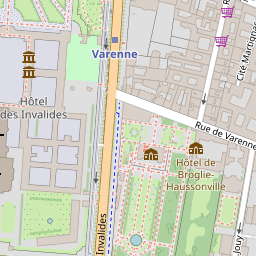 Varenne
Cité Martignac
Hôtel
des Invalides
Rue de Varenne
Hôtel de
Broglie-
Haussonville
Invalides
Jouy